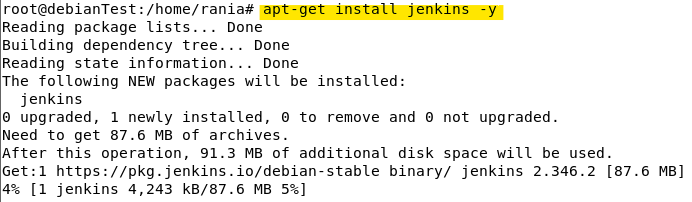 root@debianTest:/home/rania# apt-get install jenkins -y
Reading package lists... Done
Building dependency tree... Done
Reading state information... Done
The following NEW packages will be installed:
  jenkins
0 upgraded, 1 newly installed, 0 to remove and 0 not upgraded.
Need to get 87.6 MB of archives.
After this operation, 91.3 MB of additional disk space will be used.
Get:1 https://pkg.jenkins.io/debian-stable binary/ jenkins 2.346.2 [87.6 MB]
4% [1 jenkins 4,243 kB/87.6 MB 5%]